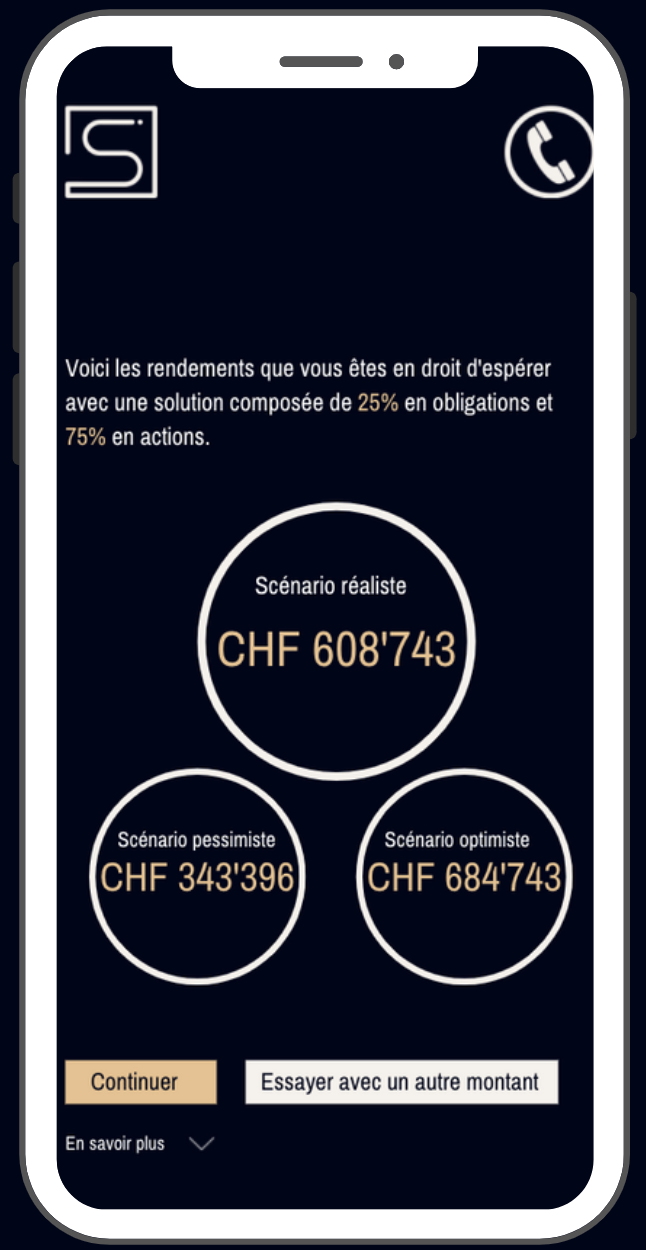 Voici les rendements que vous êtes en droit d'espérer
avec une solution composée de 25% en obligations et
75% en actions.
Scénario réaliste
CHF 608'743
Scénario pessimiste
CHF 343'396
Scénario optimiste
CHF 684'743
Continuer
Essayer avec un autre montant
En savoir plus